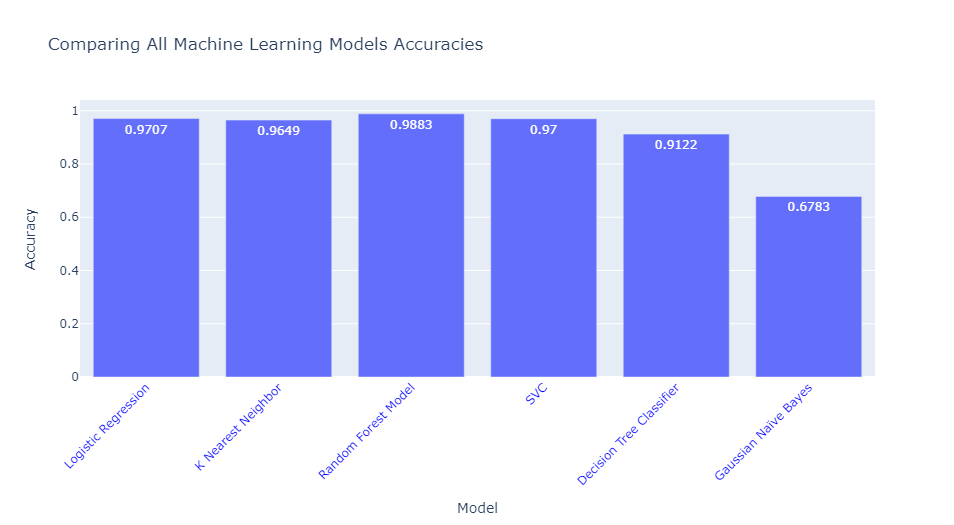 Comparing All Machine Learning Models Accuracies
1
0.8
0.6
0.4
0.2
0
Accuracy
0.9707
0.9649
0.9883
0.97
0.9122
0.6783
Logistic Regression
K Nearest Neighbor
Random Forest Model
SVC
Decision Tree Classifier
Gaussian Naïve Bayes
Model